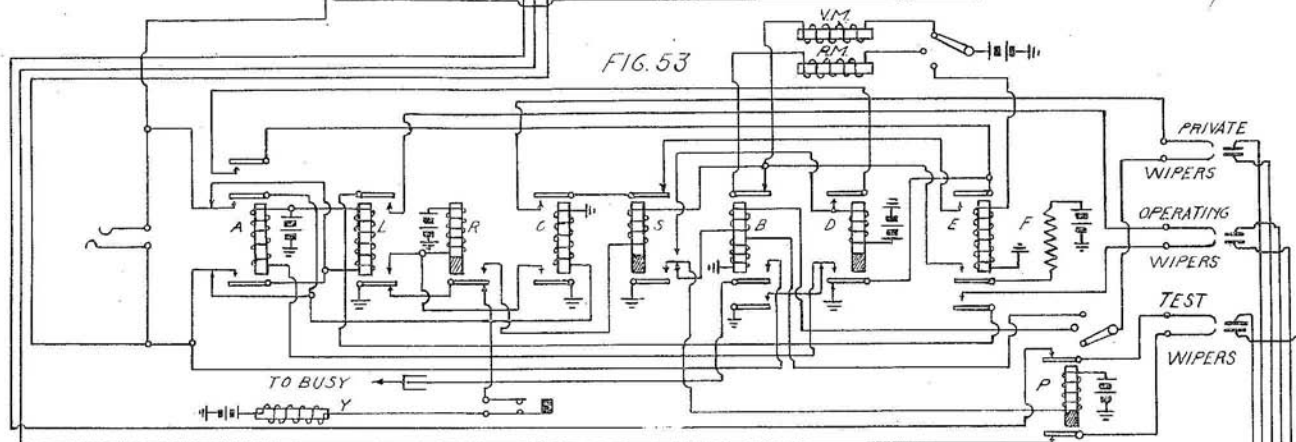 V.M.
R.M.
FIG. 53
PRIVATE
WIPERS
A
L
R
C
S
B
D
E
F
OPERATING
WIPERS
TEST
WIPERS
TO BUSY
Y
P